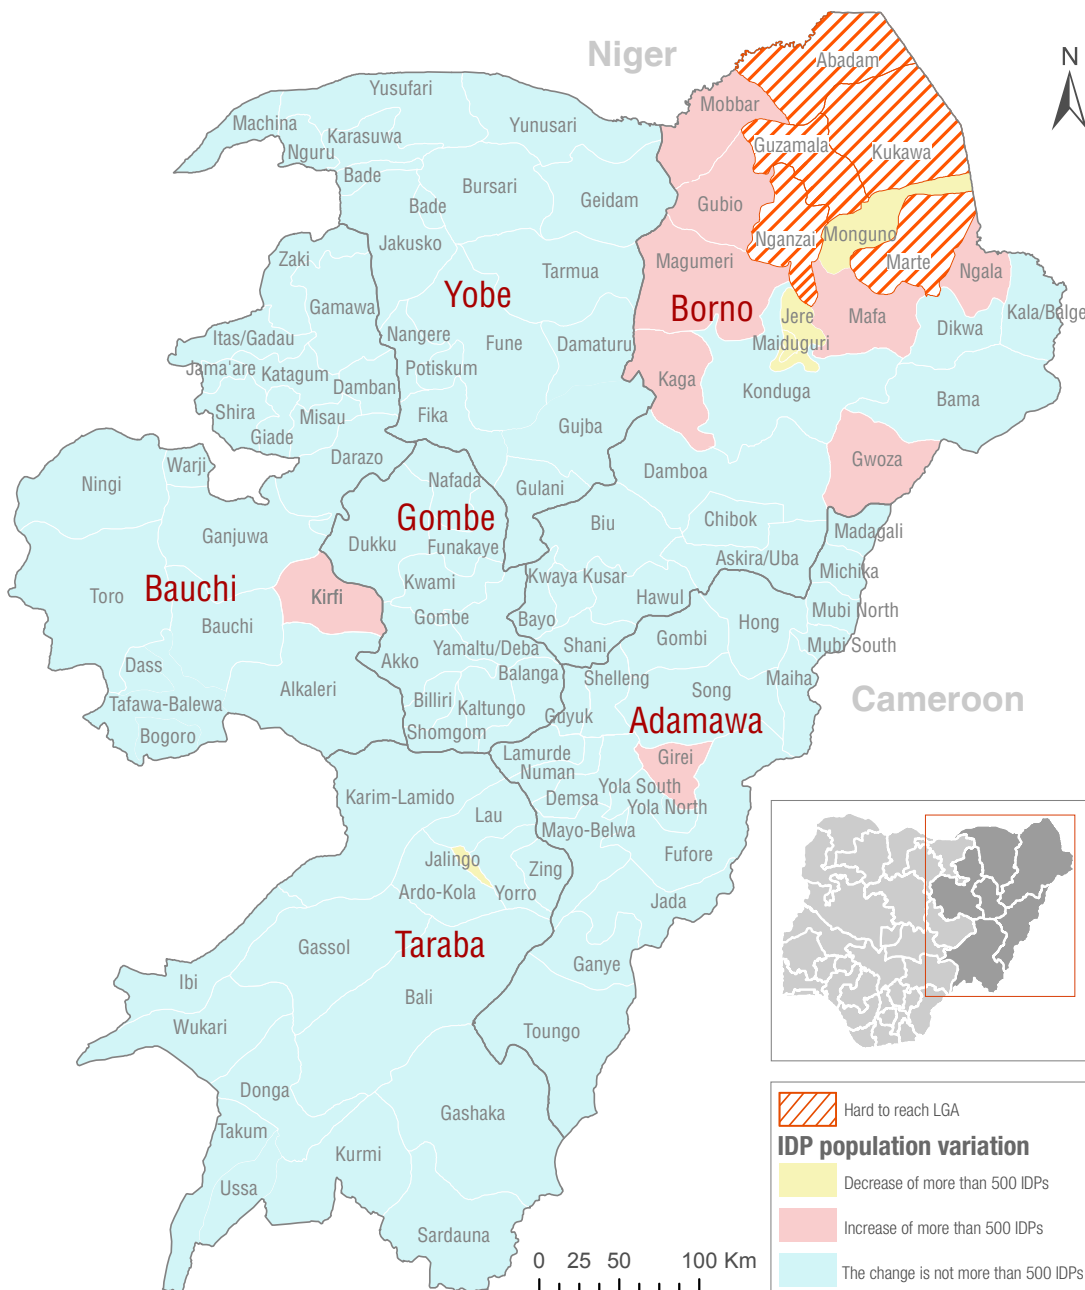 Niger
N
Abadam
Yusufari
Mobbar
Machina
Karasuwa
Yunusari
Nguru
Guzamala
Kukawa
Bade
Bursari
Geidam
Gubio
Bade
Nganzai
Monguno
Jakusko
Zaki
Tarmua
Magumeri
Marte
Ngala
Yobe
Borno
Gamawa
Jere
Mafa
Kala/Balge
Itas/Gadau
Nangere
Fune
Damaturu
Maiduguri
Dikwa
Jama'are
Katagum
Potiskum
Damban
Kaga
Konduga
Bama
Shira
Misau
Fika
Giade
Gujba
Darazo
Gwoza
Ningi
Warji
Nafada
Gulani
Damboa
Gombe
Biu
Chibok
Madagali
Ganjuwa
Dukku
Funakaye
Askira/Uba
Michika
Bauchi
Toro
Kirfi
Kwami
Kwaya Kusar
Hawul
Mubi North
Bauchi
Gombe
Bayo
Gombi
Hong
Yamaltu/Deba
Shani
Mubi South
Dass
Akko
Balanga
Shelleng
Maiha
Alkaleri
Billiri
Kaltungo
Song
Cameroon
Tafawa-Balewa
Guyuk
Adamawa
Bogoro
Shomgom
Lamurde
Girei
Numan
Yola South
Karim-Lamido
Demsa
Yola North
Lau
Mayo-Belwa
Jalingo
Zing
Fufore
Ardo-Kola
Yorro
Jada
Gassol
Taraba
Ganye
Ibi
Bali
Wukari
Toungo
Donga
Gashaka
Takum
Kurmi
Ussa
Sardauna
0 25 50 100 Km
Hard to reach LGA
IDP population variation
Decrease of more than 500 IDPs
Increase of more than 500 IDPs
The change is not more than 500 IDPs